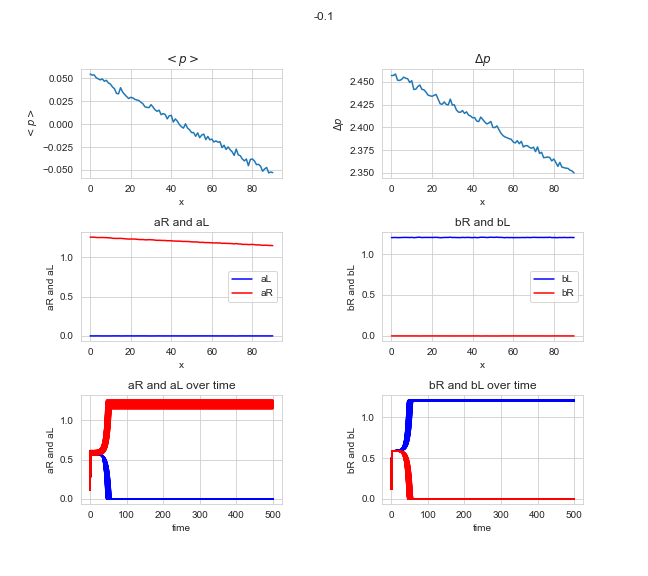 -0.1
< p >
Δp
0.050
0.025
0.000
−0.025
−0.050
< p >
0 20 40 60 80
x
2.450
2.425
2.400
2.375
2.350
Δp
0 20 40 60 80
x
aR and aL
bR and bL
1.0
0.5
0.0
aR and aL
aL
aR
0 20 40 60 80
x
1.0
0.5
0.0
bR and bL
bL
bR
0 20 40 60 80
x
aR and aL over time
bR and bL over time
1.0
0.5
0.0
aR and aL
0 100 200 300 400 500
time
1.0
0.5
0.0
bR and bL
0 100 200 300 400 500
time